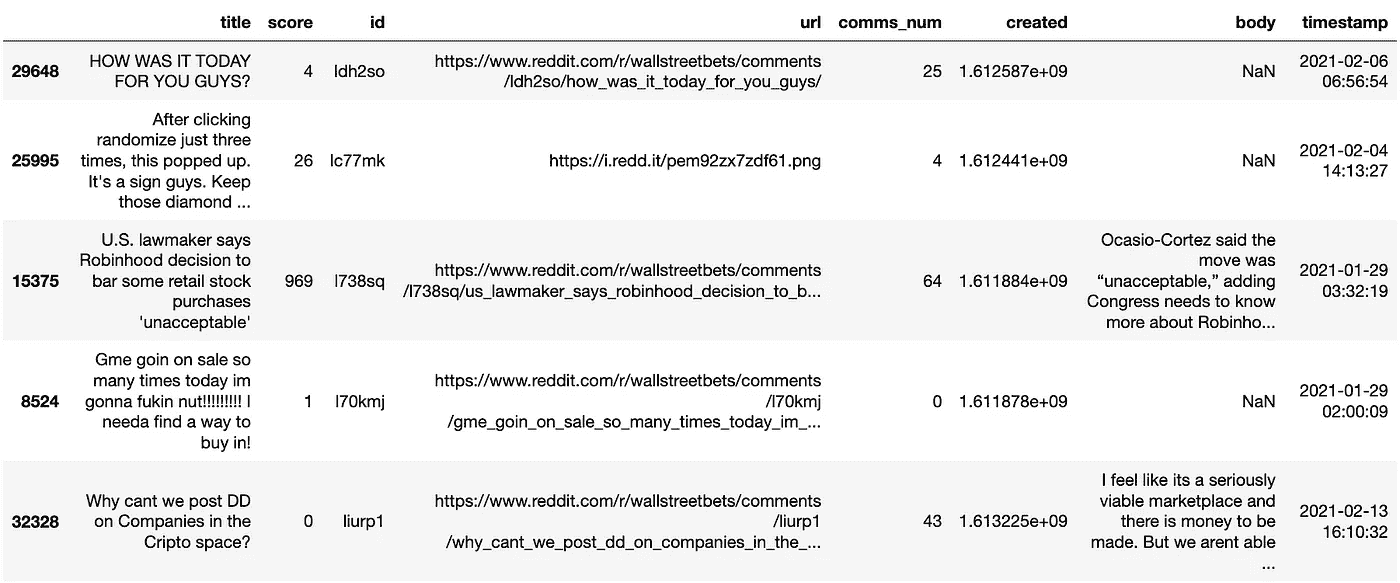 title score id url comms_num created body timestamp
29648 HOW WAS IT TODAY FOR YOU GUYS? 4 ldh2so https://www.reddit.com/r/wallstreetbets/comments/ldh2so/how_was_it_today_for_you_guys/ 25 1.612587e+09 NaN 2021-02-06 06:56:54
25995 After clicking randomize just three times, this popped up. It's a sign guys. Keep those diamond ... 26 lc77mk https://i.redd.it/pem92zx7zdf61.png 4 1.612441e+09 NaN 2021-02-04 14:13:27
15375 U.S. lawmaker says Robinhood decision to bar some retail stock purchases 'unacceptable' 969 l738sq https://www.reddit.com/r/wallstreetbets/comments/l738sq/us_lawmaker_says_robinhood_decision_to_b... 64 1.611884e+09 Ocasio-Cortez said the move was “unacceptable,” adding Congress needs to know more about Robinho... 2021-01-29 03:32:19
8524 Gme goin on sale so many times today im gonna fukin nut!!!!!!!!! I needa find a way to buy in! 1 l70kmj https://www.reddit.com/r/wallstreetbets/comments/l70kmj/gme_goin_on_sale_so_many_times_today_im_... 0 1.611878e+09 NaN 2021-01-29 02:00:09
32328 Why cant we post DD on Companies in the Cripto space? 0 liurp1 https://www.reddit.com/r/wallstreetbets/comments/liurp1/why_cant_we_post_dd_on_companies_in_the_... 43 1.613225e+09 I feel like its a seriously viable marketplace and there is money to be made. But we arent able ... 2021-02-13 16:10:32